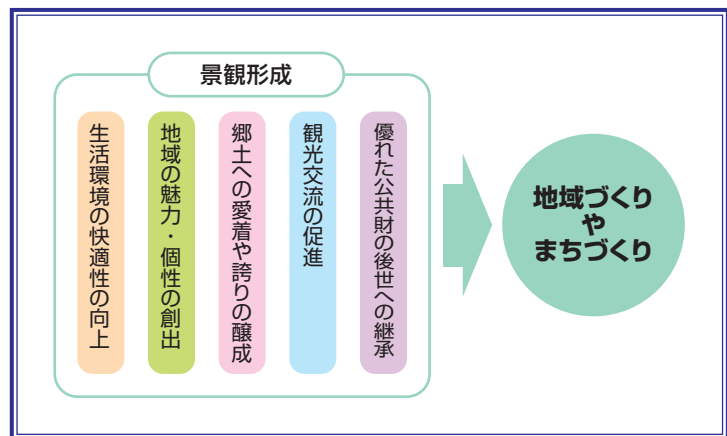 景観形成
生活環境の快適性の向上
地域の魅力・個性の創出
郷土への愛着や誇りの醸成
観光交流の促進
優れた公共財の後世への継承
地域づくり
や
まちづくり